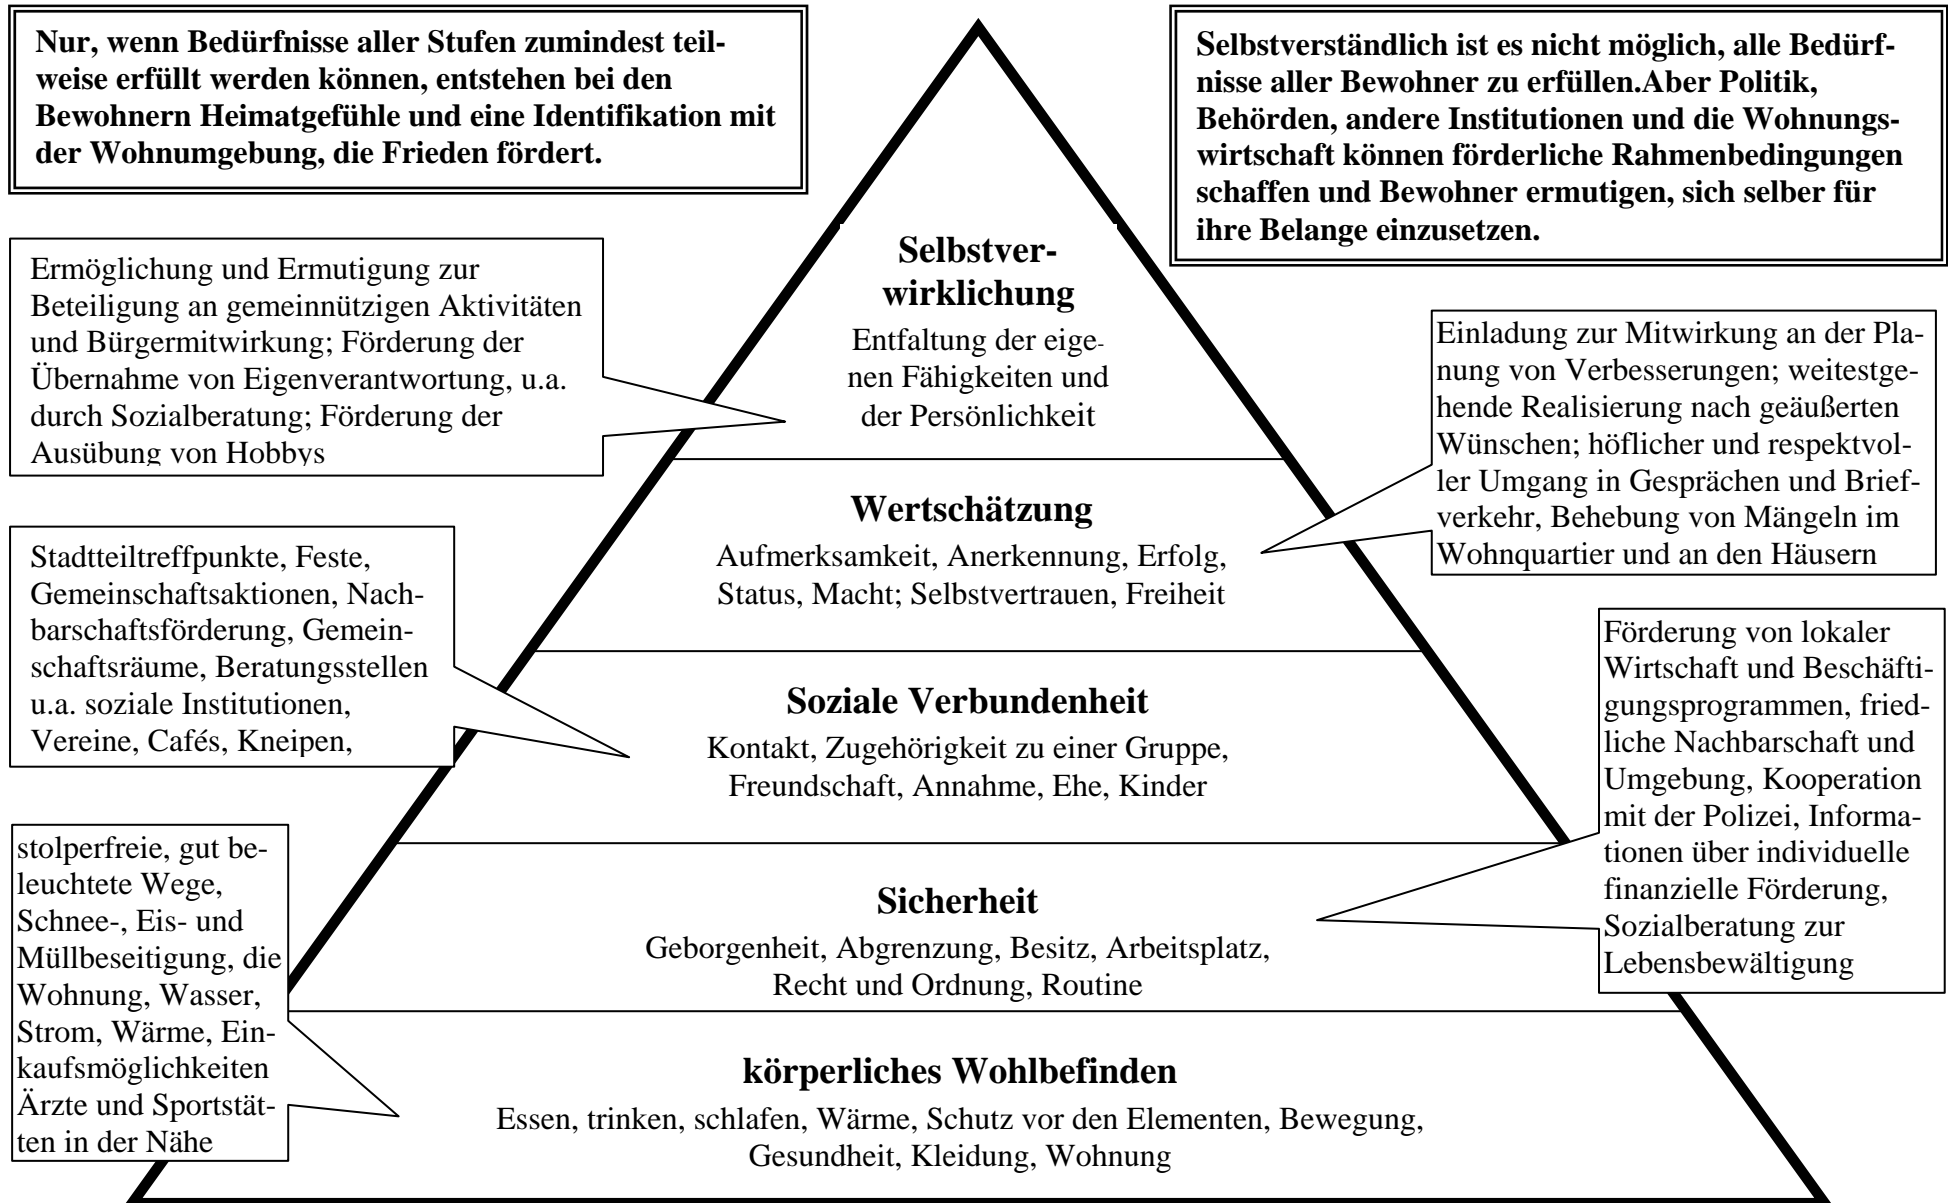 Nur, wenn Bedürfnisse aller Stufen zumindest teil-
weise erfüllt werden können, entstehen bei den
Bewohnern Heimatgefühle und eine Identifikation mit
der Wohnumgebung, die Frieden fördert.
Selbstverständlich ist es nicht möglich, alle Bedürf-
nisse aller Bewohner zu erfüllen.Aber Politik,
Behörden, andere Institutionen und die Wohnungs-
wirtschaft können förderliche Rahmenbedingungen
schaffen und Bewohner ermutigen, sich selber für
ihre Belange einzusetzen.
Selbstver-
wirklichung
Entfaltung der eige-
nen Fähigkeiten und
der Persönlichkeit
Ermöglichung und Ermutigung zur
Beteiligung an gemeinnützigen Aktivitäten
und Bürgermitwirkung; Förderung der
Übernahme von Eigenverantwortung, u.a.
durch Sozialberatung; Förderung der
Ausübung von Hobbys
Einladung zur Mitwirkung an der Pla-
nung von Verbesserungen; weitestge-
hende Realisierung nach geäußerten
Wünschen; höflicher und respektvol-
ler Umgang in Gesprächen und Brief-
verkehr, Behebung von Mängeln im
Wohnquartier und an den Häusern
Wertschätzung
Aufmerksamkeit, Anerkennung, Erfolg,
Status, Macht; Selbstvertrauen, Freiheit
Stadtteiltreffpunkte, Feste,
Gemeinschaftsaktionen, Nach-
barschaftsförderung, Gemein-
schaftsräume, Beratungsstellen
u.a. soziale Institutionen,
Vereine, Cafés, Kneipen,
Soziale Verbundenheit
Kontakt, Zugehörigkeit zu einer Gruppe,
Freundschaft, Annahme, Ehe, Kinder
Förderung von lokaler
Wirtschaft und Beschäfti-
gungsprogrammen, fried-
liche Nachbarschaft und
Umgebung, Kooperation
mit der Polizei, Informa-
tionen über individuelle
finanzielle Förderung,
Sozialberatung zur
Lebensbewältigung
Sicherheit
Geborgenheit, Abgrenzung, Besitz, Arbeitsplatz,
Recht und Ordnung, Routine
stolperfreie, gut be-
leuchtete Wege,
Schnee-, Eis- und
Müllbeseitigung, die
Wohnung, Wasser,
Strom, Wärme, Ein-
kaufsmöglichkeiten
Ärzte und Sportstät-
ten in der Nähe
körperliches Wohlbefinden
Essen, trinken, schlafen, Wärme, Schutz vor den Elementen, Bewegung,
Gesundheit, Kleidung, Wohnung